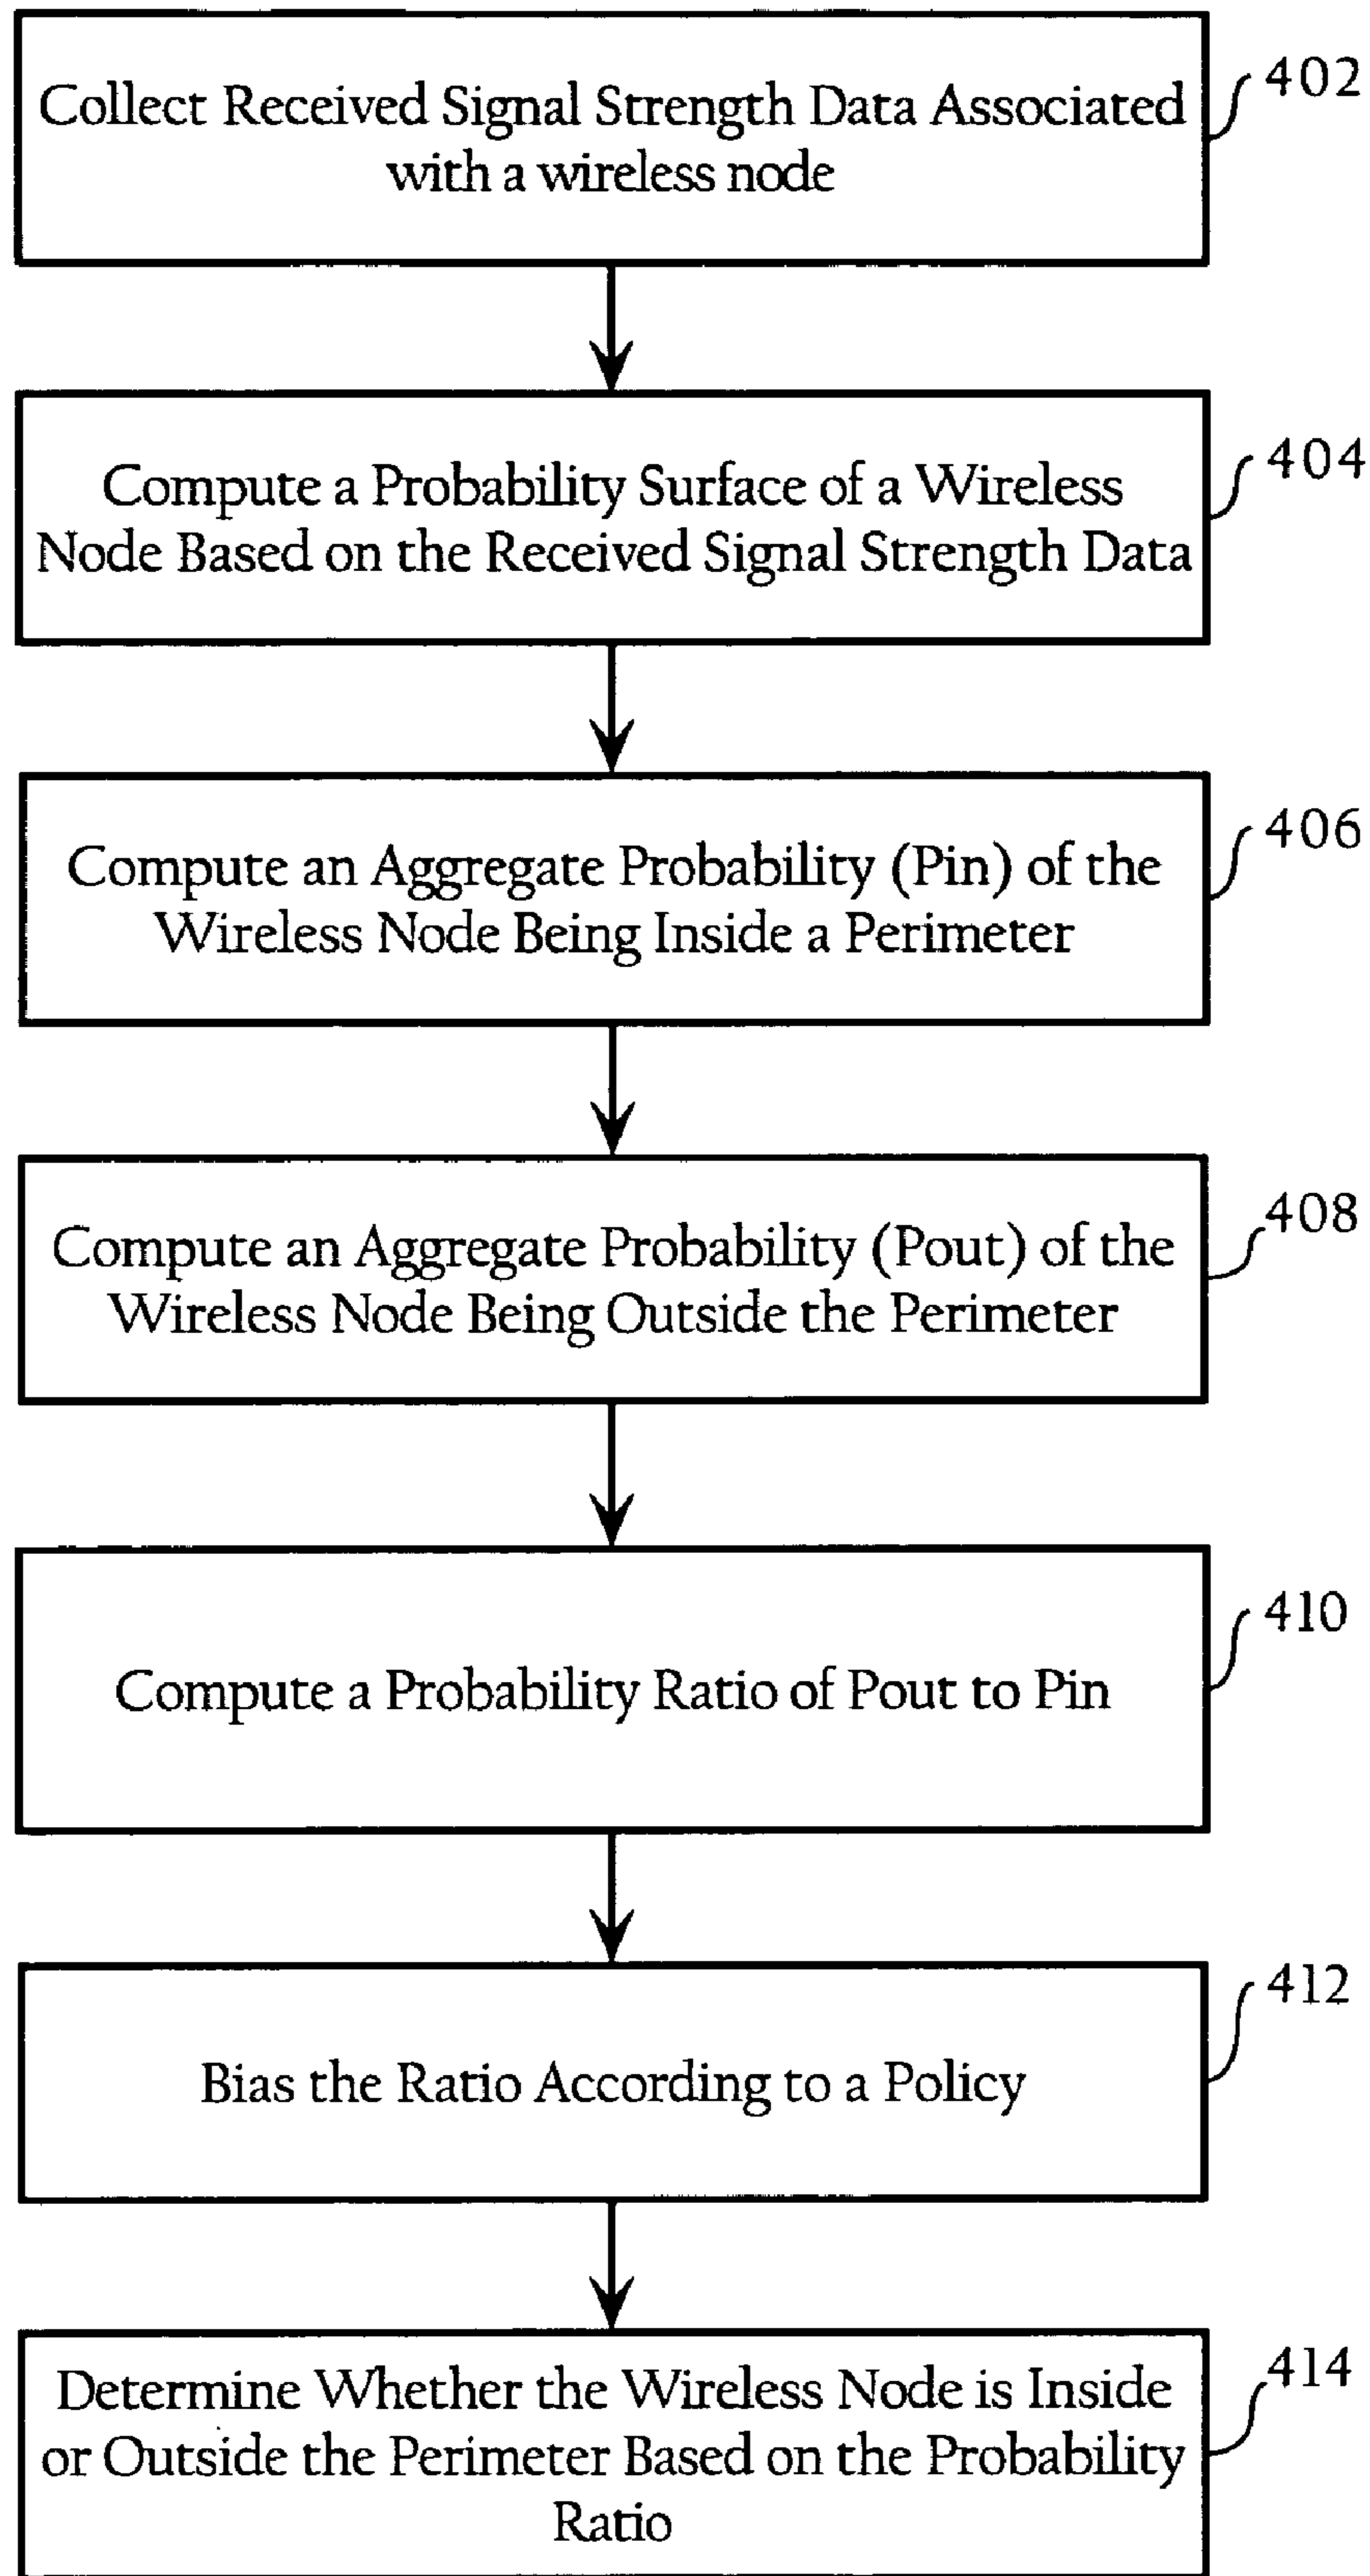 Collect Received Signal Strength Data Associated
with a wireless node
402
Compute a Probability Surface of a Wireless
Node Based on the Received Signal Strength Data
404
Compute an Aggregate Probability (Pin) of the
Wireless Node Being Inside a Perimeter
406
Compute an Aggregate Probability (Pout) of the
Wireless Node Being Outside the Perimeter
408
Compute a Probability Ratio of Pout to Pin
410
Bias the Ratio According to a Policy
412
Determine Whether the Wireless Node is Inside
or Outside the Perimeter Based on the Probability
Ratio
414